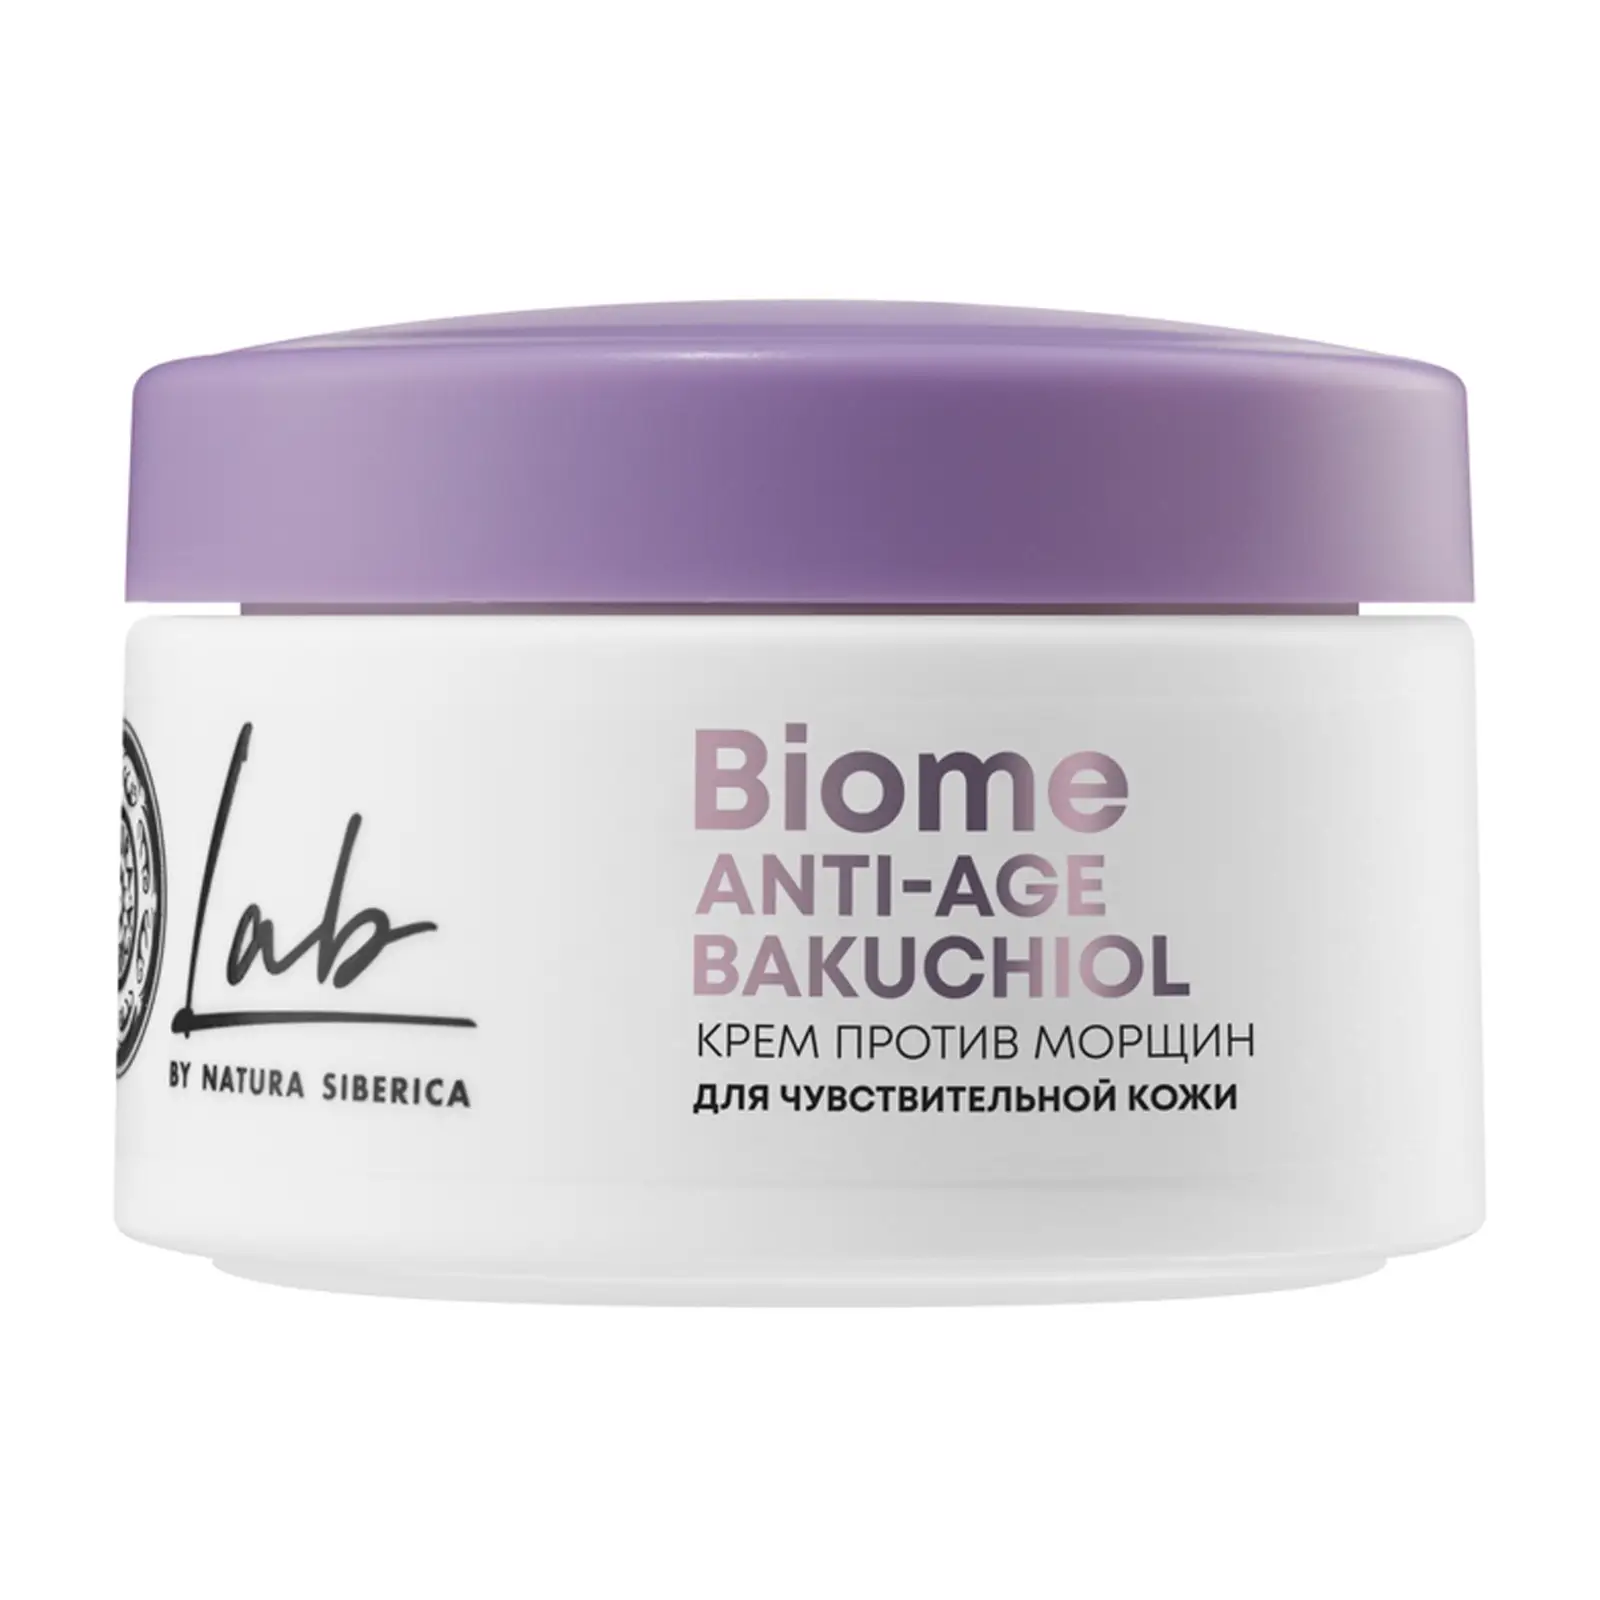 Lab
BY NATURA SIBERICA
Biome
ANTI-AGE
BAKUCHIOL
КРЕМ ПРОТИВ МОРЩИН
ДЛЯ ЧУВСТВИТЕЛЬНОЙ КОЖИ